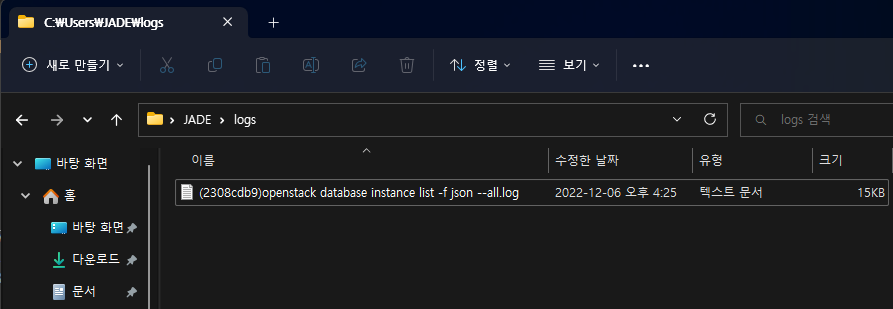 C:₩Users₩JADE₩logs
새로 만들기
정렬
보기
JADE
logs
logs 검색
바탕 화면
홈
바탕 화면
다운로드
문서
이름
수정한 날짜
유형
크기
(2308cdb9)openstack database instance list -f json --all.log
2022-12-06 오후 4:25
텍스트 문서
15KB